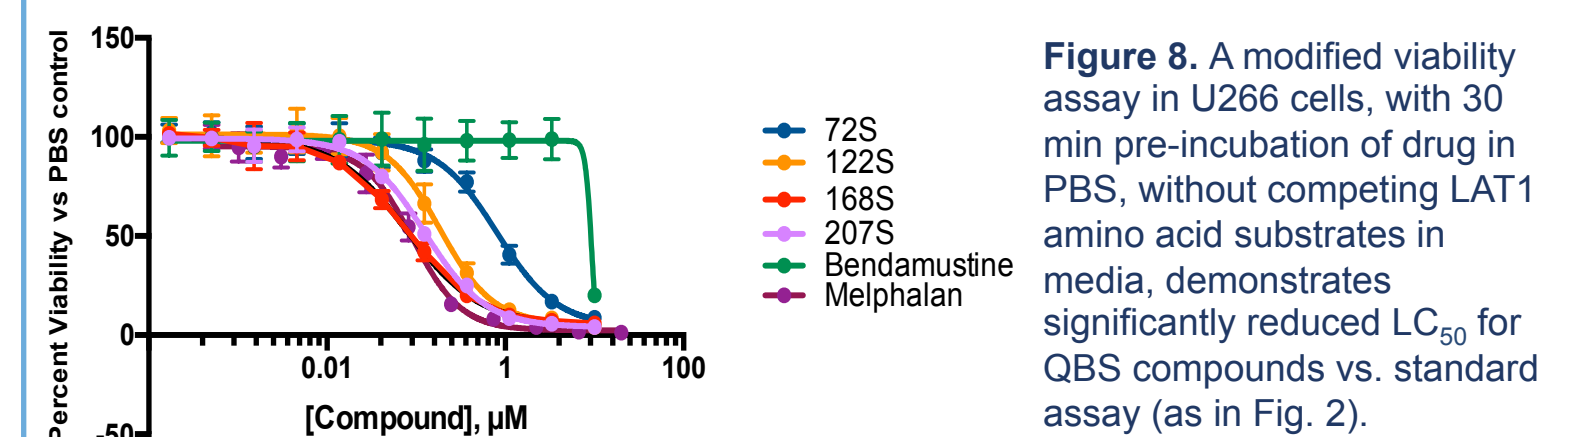 Percent Viability vs PBS control
150
100
50
0
-50
0.01
1
100
[Compound], µM
72S
122S
168S
207S
Bendamustine
Melphalan
Figure 8. A modified viability
assay in U266 cells, with 30
min pre-incubation of drug in
PBS, without competing LAT1
amino acid substrates in
media, demonstrates
significantly reduced LC50 for
QBS compounds vs. standard
assay (as in Fig. 2).